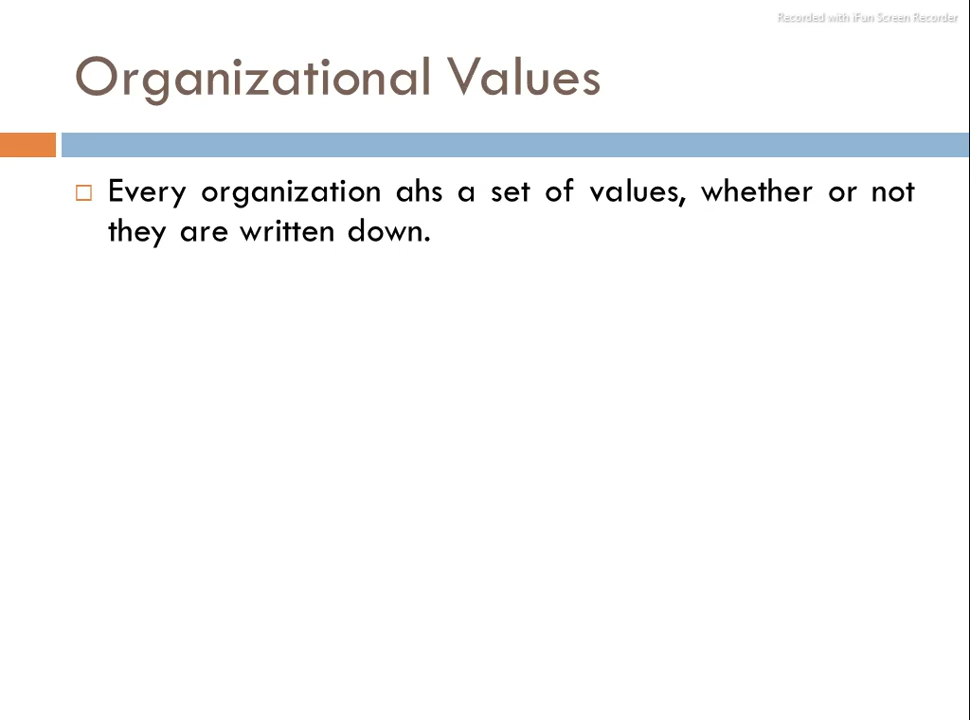 Recorded with iFun Screen Recorder
Organizational Values
Every organization ahs a set of values, whether or not
they are written down.